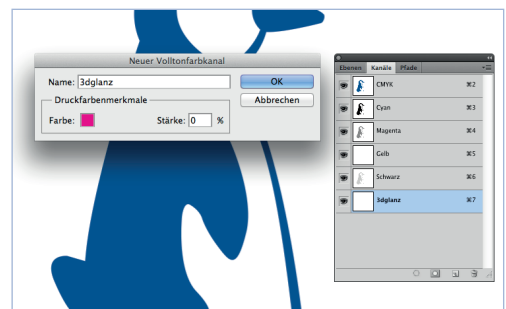 Neuer Volltonfarbkanal
Name: 3dglanz
OK
Druckfarbenmerkmale
Abbrechen
Farbe:
Stärke: 0 %
Ebenen Kanäle Pfade
CMYK ⌘2
Cyan ⌘3
Magenta ⌘4
Gelb ⌘5
Schwarz ⌘6
3dglanz ⌘7